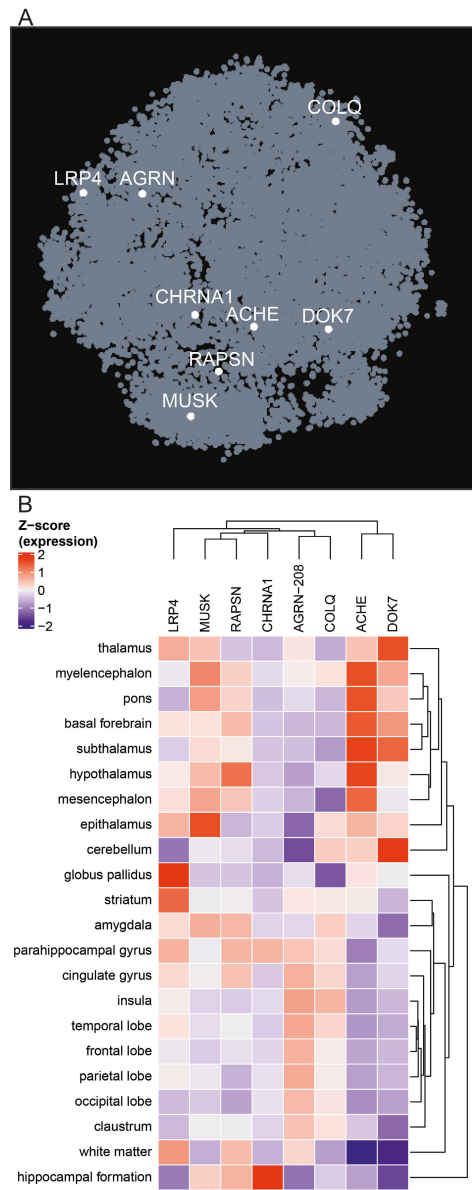 A
COLQ
LRP4 AGRN
CHRNA1
ACHE
DOK7
RAPSN
MUSK
B
Z−score
(expression)
2
1
0
−1
−2
LRP4
MUSK
RAPSN
CHRNA1
AGRN−208
COLQ
ACHE
DOK7
thalamus
myelencephalon
pons
basal forebrain
subthalamus
hypothalamus
mesencephalon
epithalamus
cerebellum
globus pallidus
striatum
amygdala
parahippocampal gyrus
cingulate gyrus
insula
temporal lobe
frontal lobe
parietal lobe
occipital lobe
claustrum
white matter
hippocampal formation